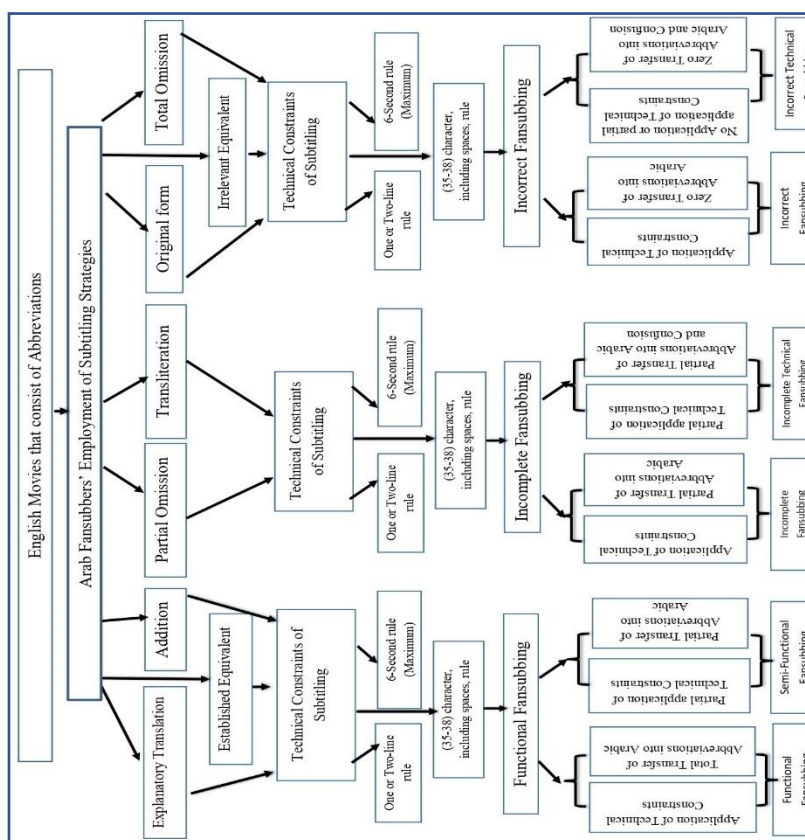 English Movies that consist of Abbreviations
Arab Fansubbers' Employment of Subtitling Strategies
Explanatory Translation
Addition
Partial Omission
Transliteration
Original form
Total Omission
Established Equivalent
Irrelevant Equivalent
Technical Constraints of
Subtitling
Technical Constraints
of Subtitling
Technical Constraints
of Subtitling
One or Two-line
rule
6-Second rule
(Maximum)
One or Two-line
rule
6-Second rule
(Maximum)
One or Two-line
rule
6-Second rule
(Maximum)
(35-38) character,
including spaces, rule
(35-38) character,
including spaces, rule
(35-38) character,
including spaces, rule
Functional Fansubbing
Incomplete Fansubbing
Incorrect Fansubbing
Application of Technical
Constraints
Total Transfer of
Abbreviations into Arabic
Partial application of
Technical Constraints
Partial Transfer of
Abbreviations into
Arabic
Application of Technical
Constraints
Partial Transfer of
Abbreviations into
Arabic
Partial application of
Technical Constraints
Partial Transfer of
Abbreviations into Arabic
and Confusion
Application of Technical
Constraints
Zero Transfer of
Abbreviations into
Arabic
No Application or partial
application of Technical
Constraints
Zero Transfer of
Abbreviations into
Arabic and Confusion
Functional
Fansubbing
Semi-Functional
Fansubbing
Incomplete
Fansubbing
Incomplete Technical
Fansubbing
Incorrect
Fansubbing
Incorrect Technical